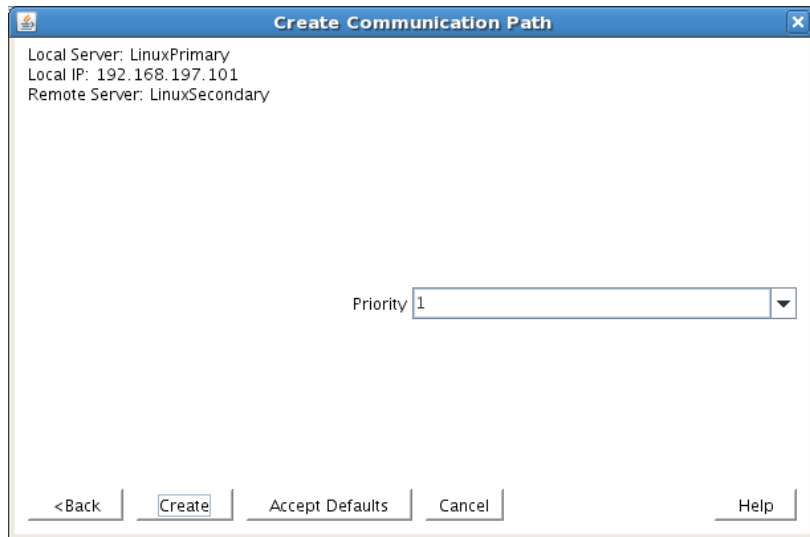 Create Communication Path
Local Server: LinuxPrimary
Local IP: 192.168.197.101
Remote Server: LinuxSecondary
Priority 1
<Back Create Accept Defaults Cancel Help